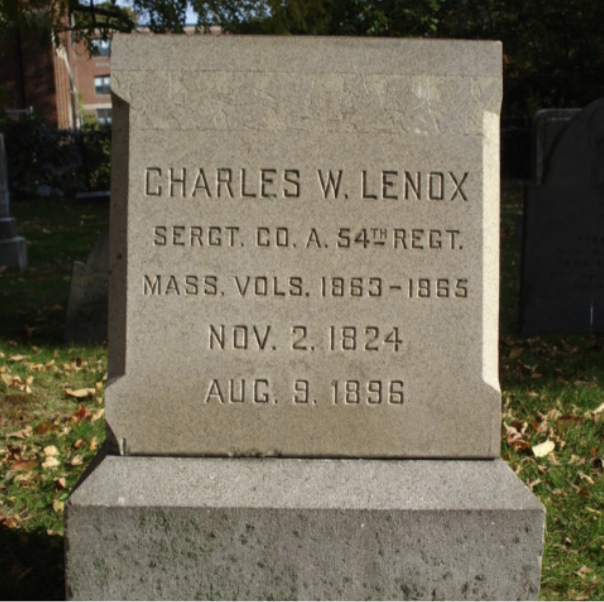 CHARLES W. LENOX
SERGT. CO. A. 54TH REGT.
MASS. VOLS. 1863-1865
NOV. 2, 1824
AUG. 9, 1896